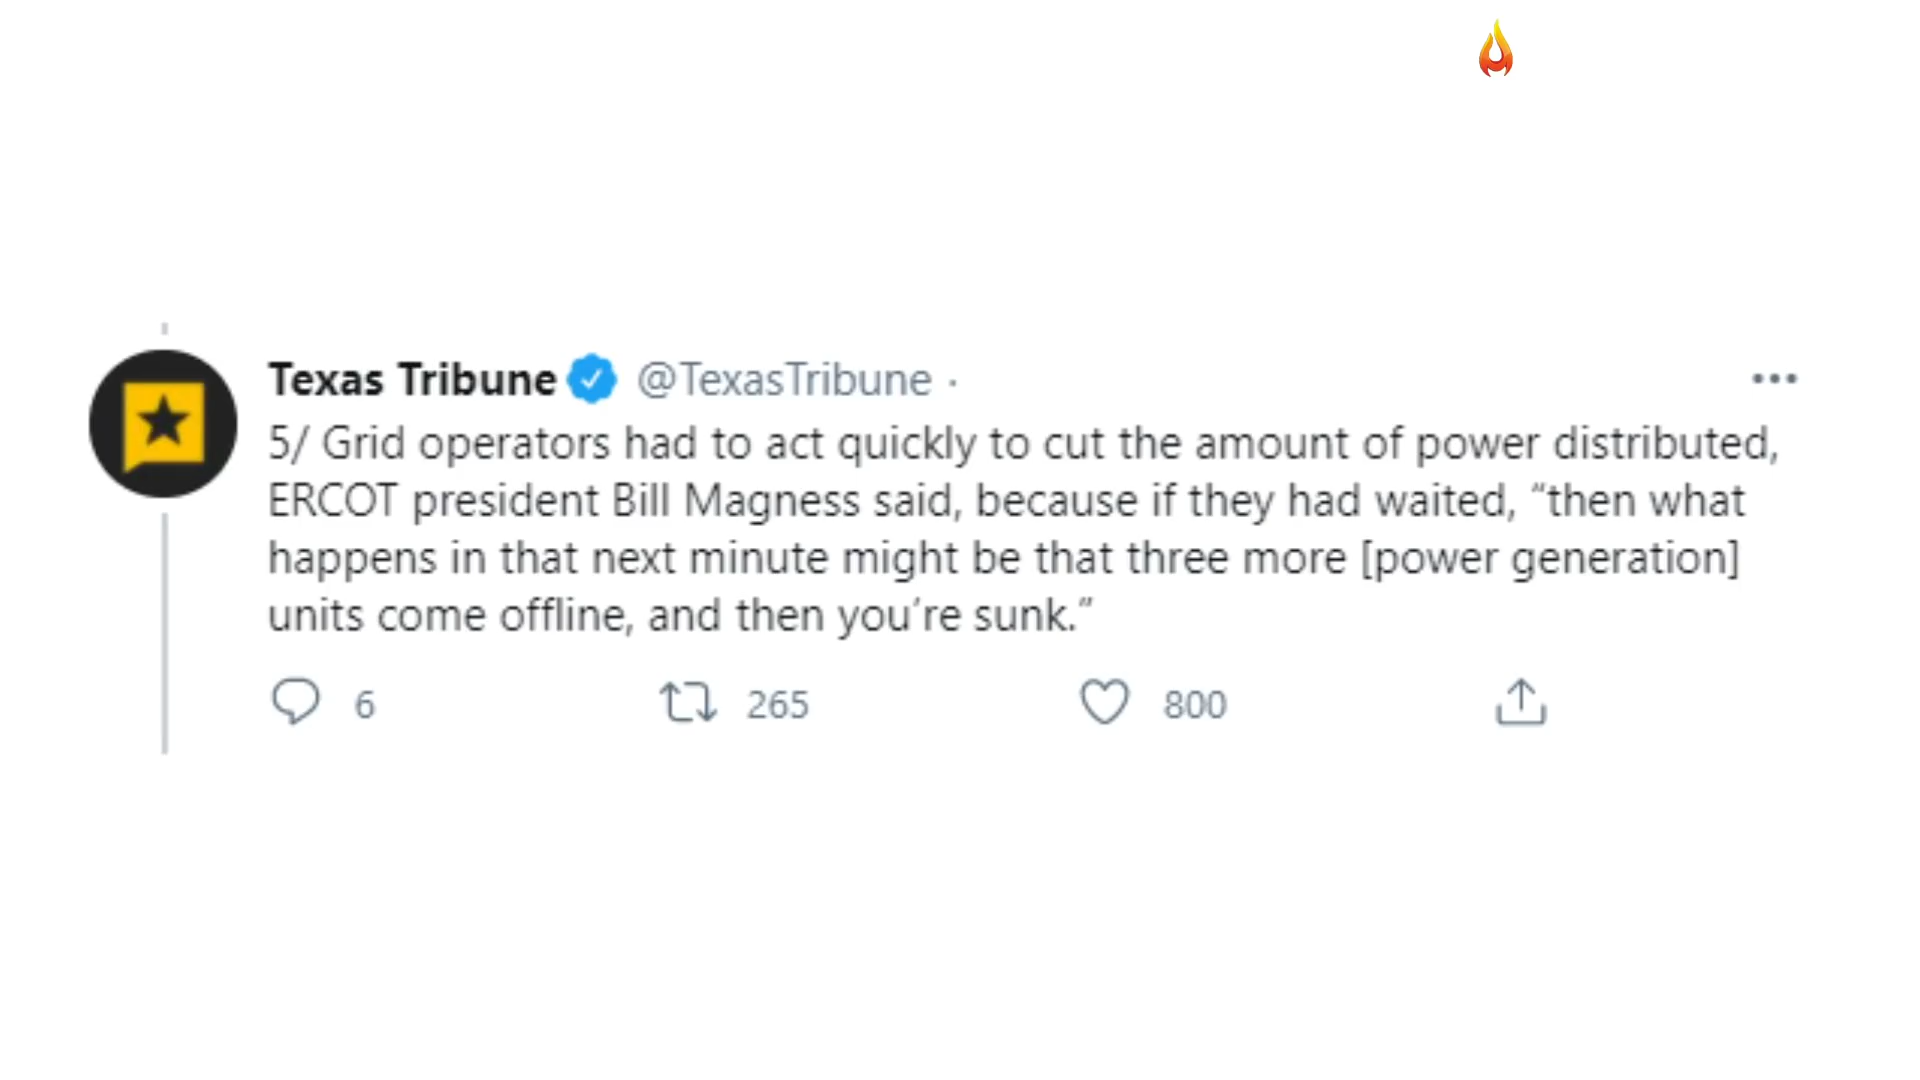 Texas Tribune @TexasTribune ·
5/ Grid operators had to act quickly to cut the amount of power distributed,
ERCOT president Bill Magness said, because if they had waited, “then what
happens in that next minute might be that three more [power generation]
units come offline, and then you’re sunk.”
6 265 800